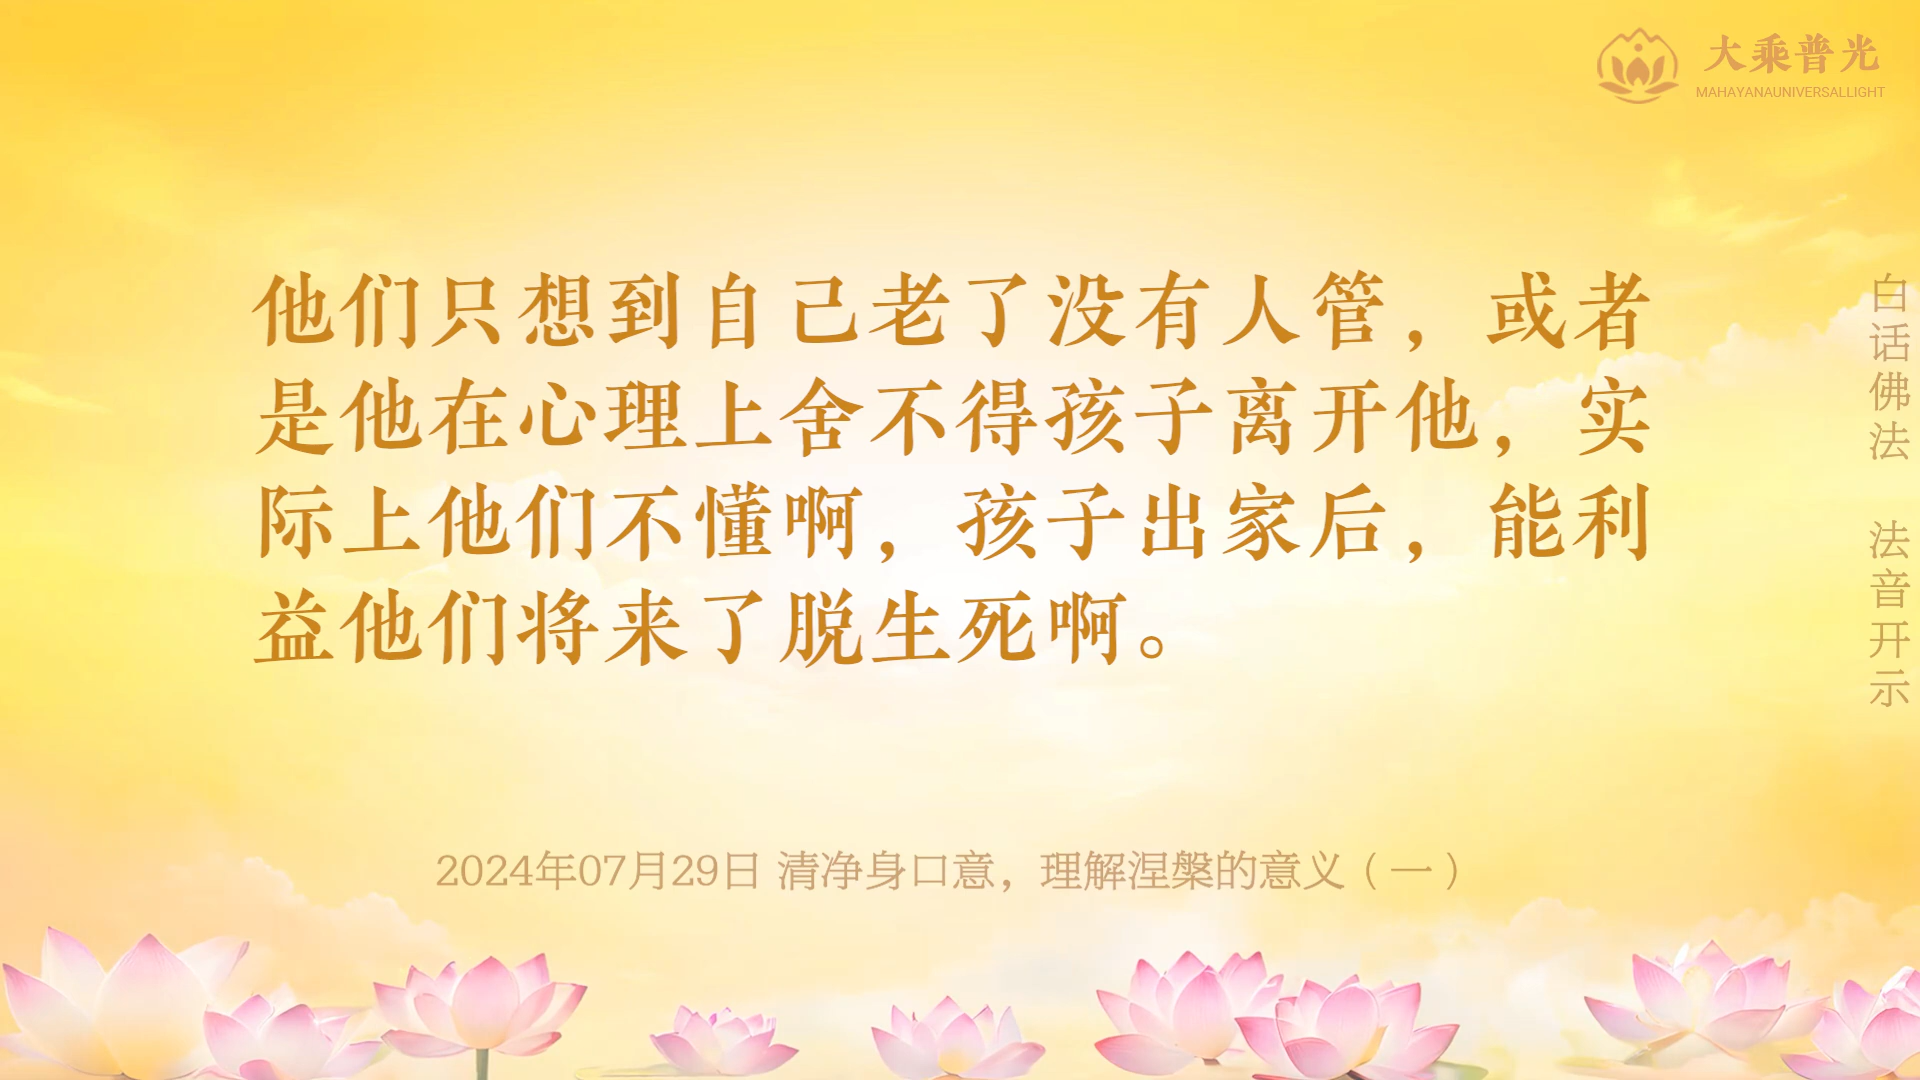 大乘普光
MAHAYANAUNIVERSALLIGHT
他们只想到自己老了没有人管，或者
是他在心理上舍不得孩子离开他，实
际上他们不懂啊，孩子出家后，能利
益他们将来了脱生死啊。
白话佛法 法音开示
2024年07月29日 清净身口意，理解涅槃的意义（一）